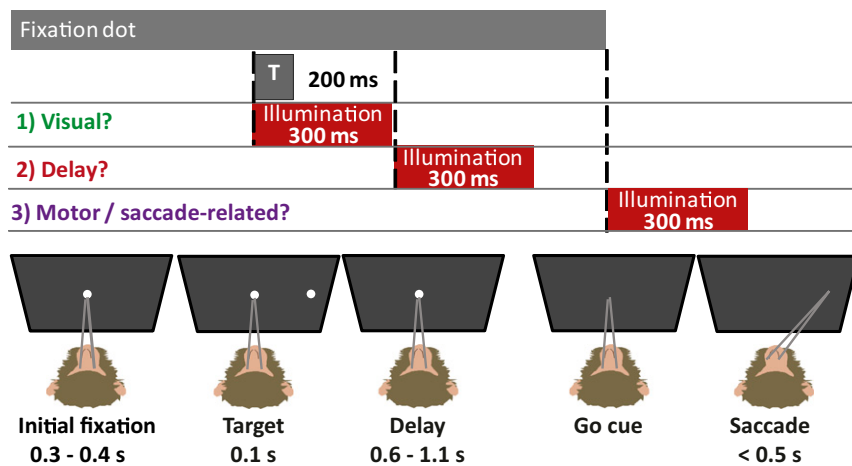 Fixation dot
T
200 ms
1) Visual?
Illumination
300 ms
2) Delay?
Illumination
300 ms
3) Motor / saccade-related?
Illumination
300 ms
Initial fixation
0.3 - 0.4 s
Target
0.1 s
Delay
0.6 - 1.1 s
Go cue
Saccade
< 0.5 s